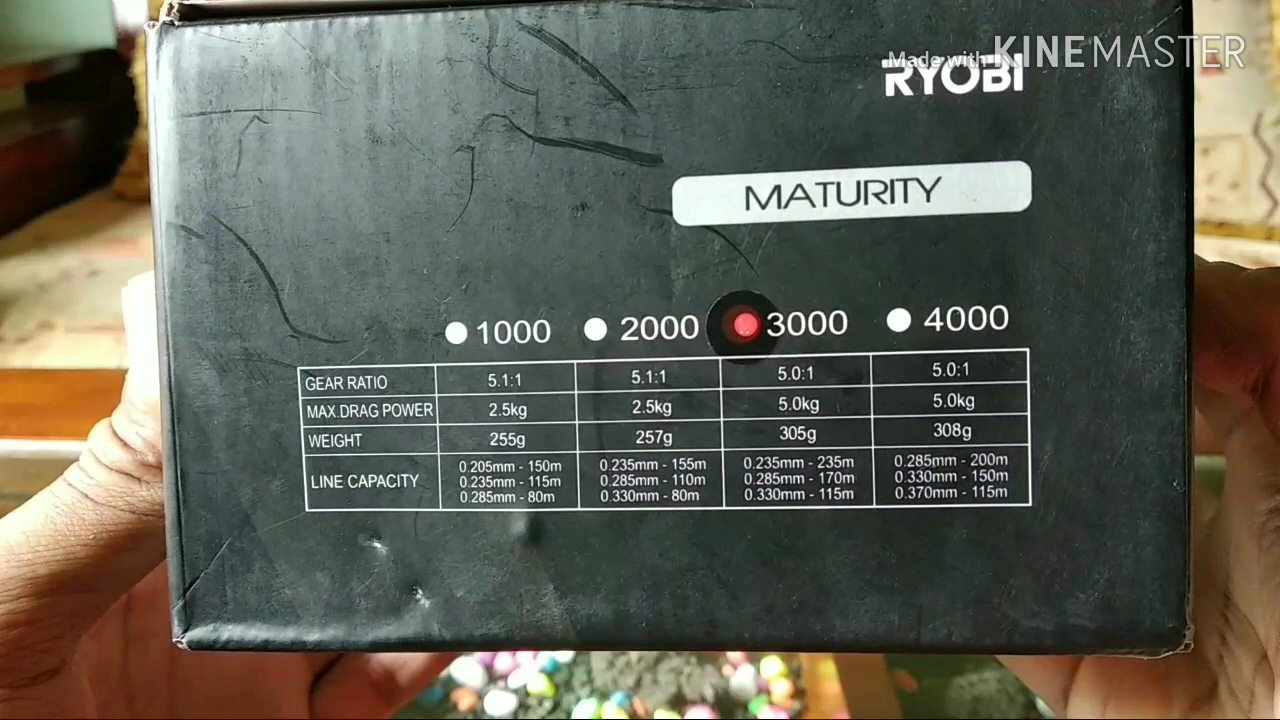 Made with KINEMASTER
RYOBI
MATURITY
1000 2000 3000 4000
GEAR RATIO 5.1:1 5.1:1 5.0:1 5.0:1
MAX.DRAG POWER 2.5kg 2.5kg 5.0kg 5.0kg
WEIGHT 255g 257g 305g 308g
LINE CAPACITY 0.205mm - 150m 0.235mm - 155m 0.235mm - 235m 0.285mm - 200m
0.235mm - 115m 0.285mm - 110m 0.285mm - 170m 0.330mm - 150m
0.285mm - 80m 0.330mm - 80m 0.330mm - 115m 0.370mm - 115m